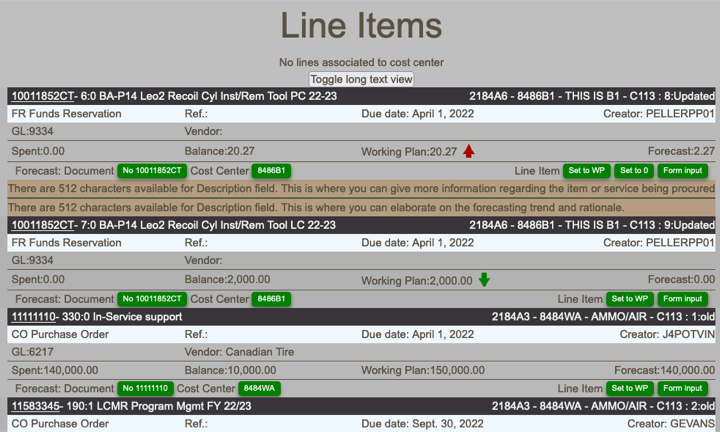 Line Items
No lines associated to cost center
Toggle long text view
10011852CT- 6:0 BA-P14 Leo2 Recoil Cyl Inst/Rem Tool PC 22-23 2184A6 - 8486B1 - THIS IS B1 - C113 : 8:Updated
FR Funds Reservation Ref.: Due date: April 1, 2022 Creator: PELLERPP01
GL:9334 Vendor:
Spent:0.00 Balance:20.27 Working Plan:20.27 Forecast:2.27
Forecast: Document No 10011852CT Cost Center 8486B1 Line Item Set to WP Set to 0 Form input
There are 512 characters available for Description field. This is where you can give more information regarding the item or service being procured
There are 512 characters available for Description field. This is where you can elaborate on the forecasting trend and rationale.
10011852CT- 7:0 BA-P14 Leo2 Recoil Cyl Inst/Rem Tool LC 22-23 2184A6 - 8486B1 - THIS IS B1 - C113 : 9:Updated
FR Funds Reservation Ref.: Due date: April 1, 2022 Creator: PELLERPP01
GL:9334 Vendor:
Spent:0.00 Balance:2,000.00 Working Plan:2,000.00 Forecast:0.00
Forecast: Document No 10011852CT Cost Center 8486B1 Line Item Set to WP Form input
11111110- 330:0 In-Service support 2184A3 - 8484WA - AMMO/AIR - C113 : 1:old
CO Purchase Order Ref.: Due date: April 1, 2022 Creator: J4POTVIN
GL:6217 Vendor: Canadian Tire
Spent:140,000.00 Balance:10,000.00 Working Plan:150,000.00 Forecast:140,000.00
Forecast: Document No 11111110 Cost Center 8484WA Line Item Set to WP Form input
11583345- 190:1 LCMR Program Mgmt FY 22/23 2184A3 - 8484WA - AMMO/AIR - C113 : 2:old
CO Purchase Order Ref.: Due date: Sept. 30, 2022 Creator: GEVANS